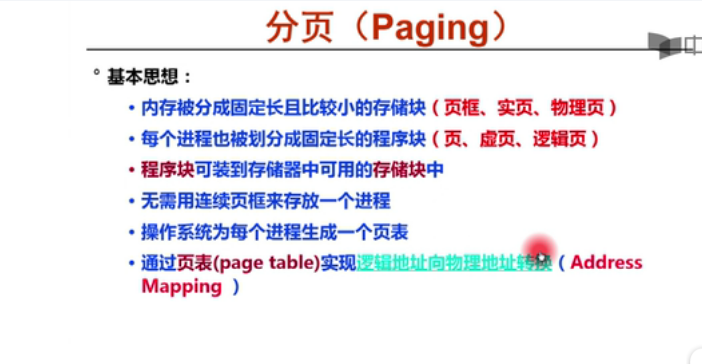 分页（Paging）
° 基本思想：
• 内存被分成固定长且比较小的存储块（页框、实页、物理页）
• 每个进程也被划分成固定长的程序块（页、虚页、逻辑页）
• 程序块可装到存储器中可用的存储块中
• 无需用连续页框来存放一个进程
• 操作系统为每个进程生成一个页表
• 通过页表(page table)实现逻辑地址向物理地址转换（Address
Mapping ）